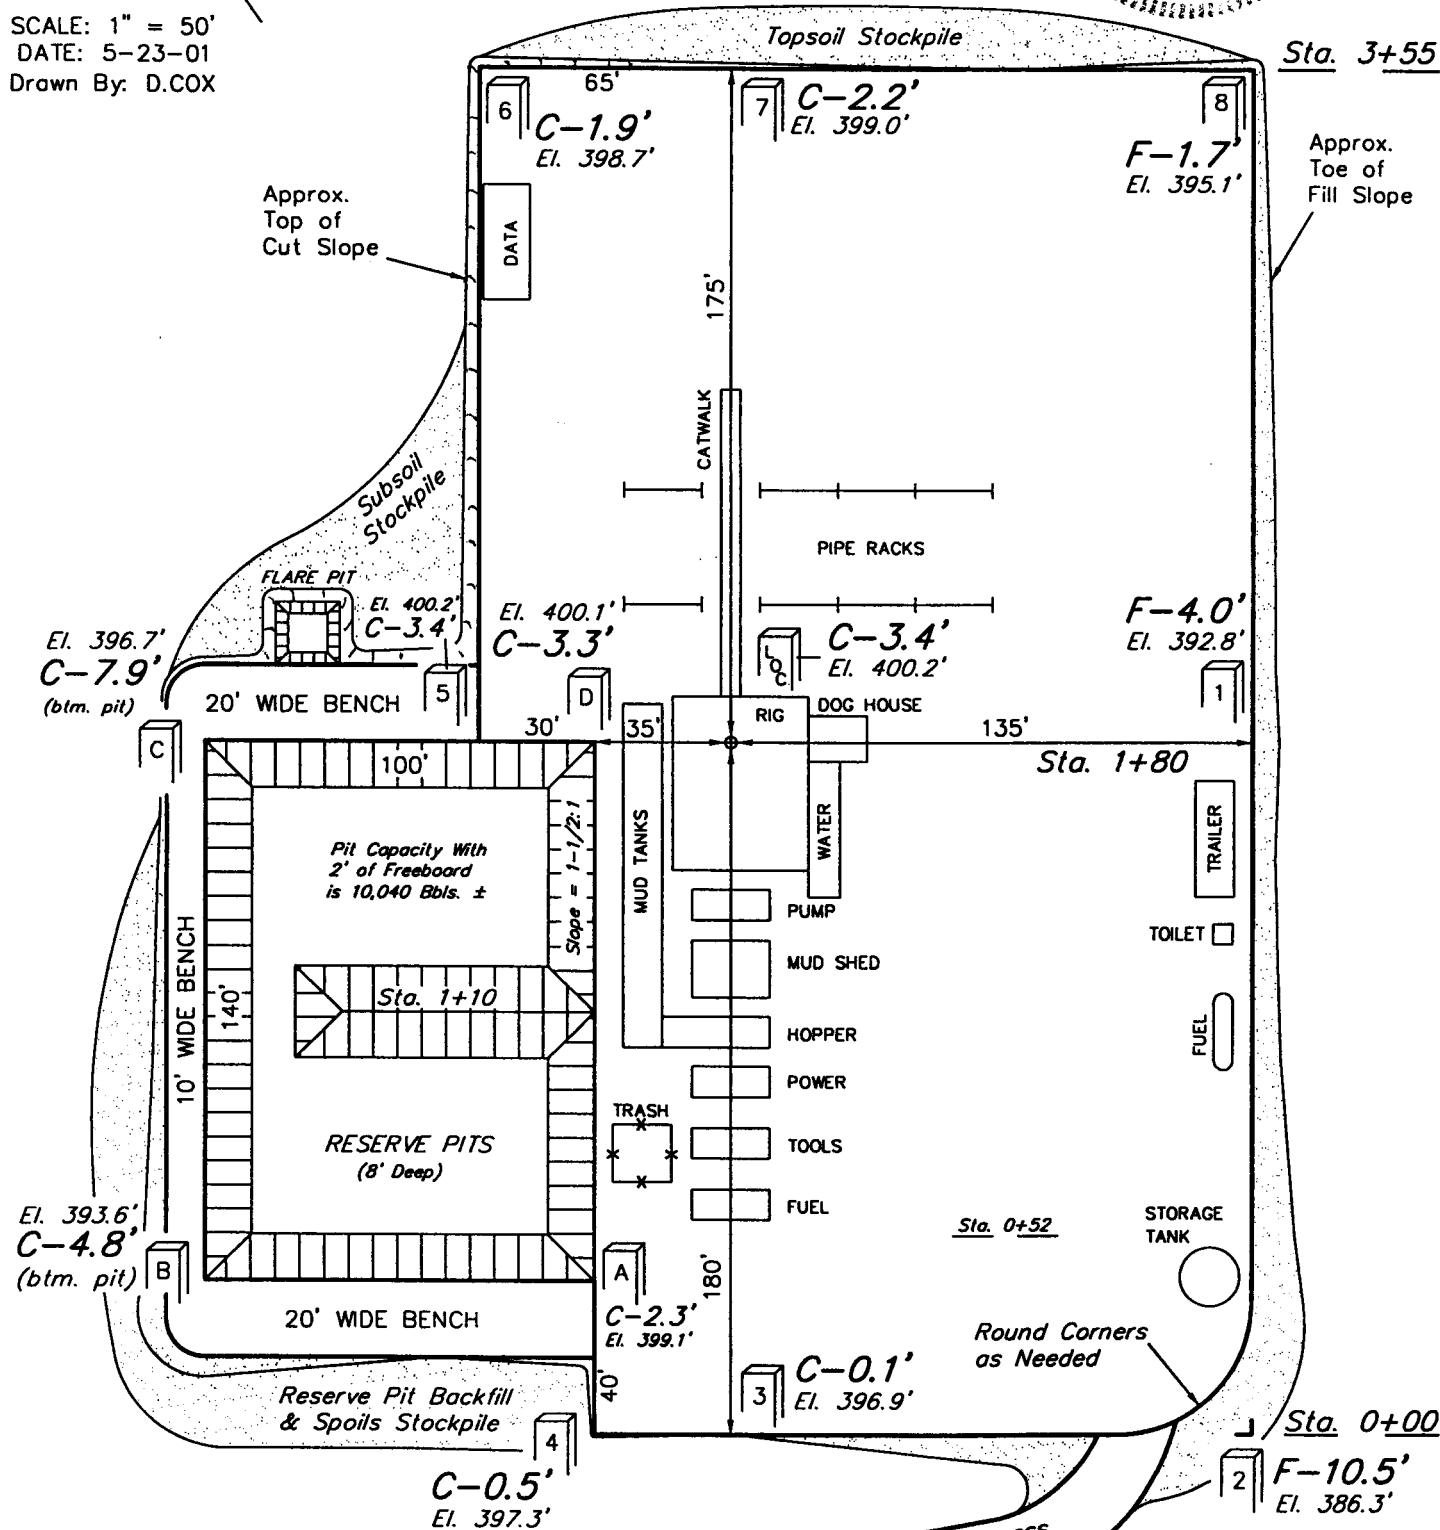 SCALE: 1" = 50'
DATE: 5-23-01
Drawn By: D.COX
Topsoil Stockpile
Sta. 3+55
65'
6
C-1.9'
El. 398.7'
7
C-2.2'
El. 399.0'
8
F-1.7'
El. 395.1'
Approx.
Toe of
Fill Slope
Approx.
Top of
Cut Slope
DATA
175'
CATWALK
Subsoil
Stockpile
PIPE RACKS
FLARE PIT
El. 400.2'
C-3.4'
El. 400.1'
C-3.3'
LOC
C-3.4'
El. 400.2'
F-4.0'
El. 392.8'
El. 396.7'
C-7.9'
(btm. pit)
20' WIDE BENCH
5
D
1
C
RIG
DOG HOUSE
30'
35'
135'
Sta. 1+80
100'
Pit Capacity With
2' of Freeboard
is 10,040 Bbls. ±
Slope = 1-1/2:1
MUD TANKS
WATER
TRAILER
PUMP
TOILET
MUD SHED
10' WIDE BENCH
140'
Sta. 1+10
HOPPER
FUEL
POWER
TRASH
RESERVE PITS
(8' Deep)
TOOLS
FUEL
El. 393.6'
C-4.8'
(btm. pit)
B
Sta. 0+52
STORAGE
TANK
A
C-2.3'
El. 399.1'
180'
20' WIDE BENCH
Round Corners
as Needed
40'
3
C-0.1'
El. 396.9'
Reserve Pit Backfill
& Spoils Stockpile
Sta. 0+00
4
C-0.5'
El. 397.3'
2
F-10.5'
El. 386.3'